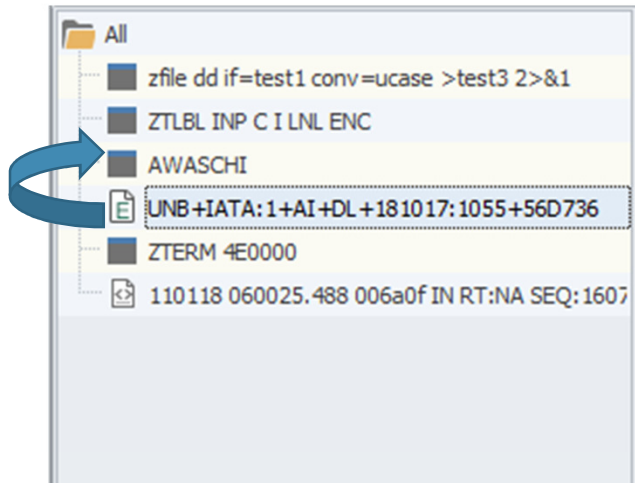 All
zfile dd if=test1 conv=ucase >test3 2>&1
ZTLBL INP C I LNL ENC
AWASCHI
E UNB+IATA:1+AI+DL+181017:1055+56D736
ZTERM 4E0000
110118 060025.488 006a0f IN RT:NA SEQ:1607